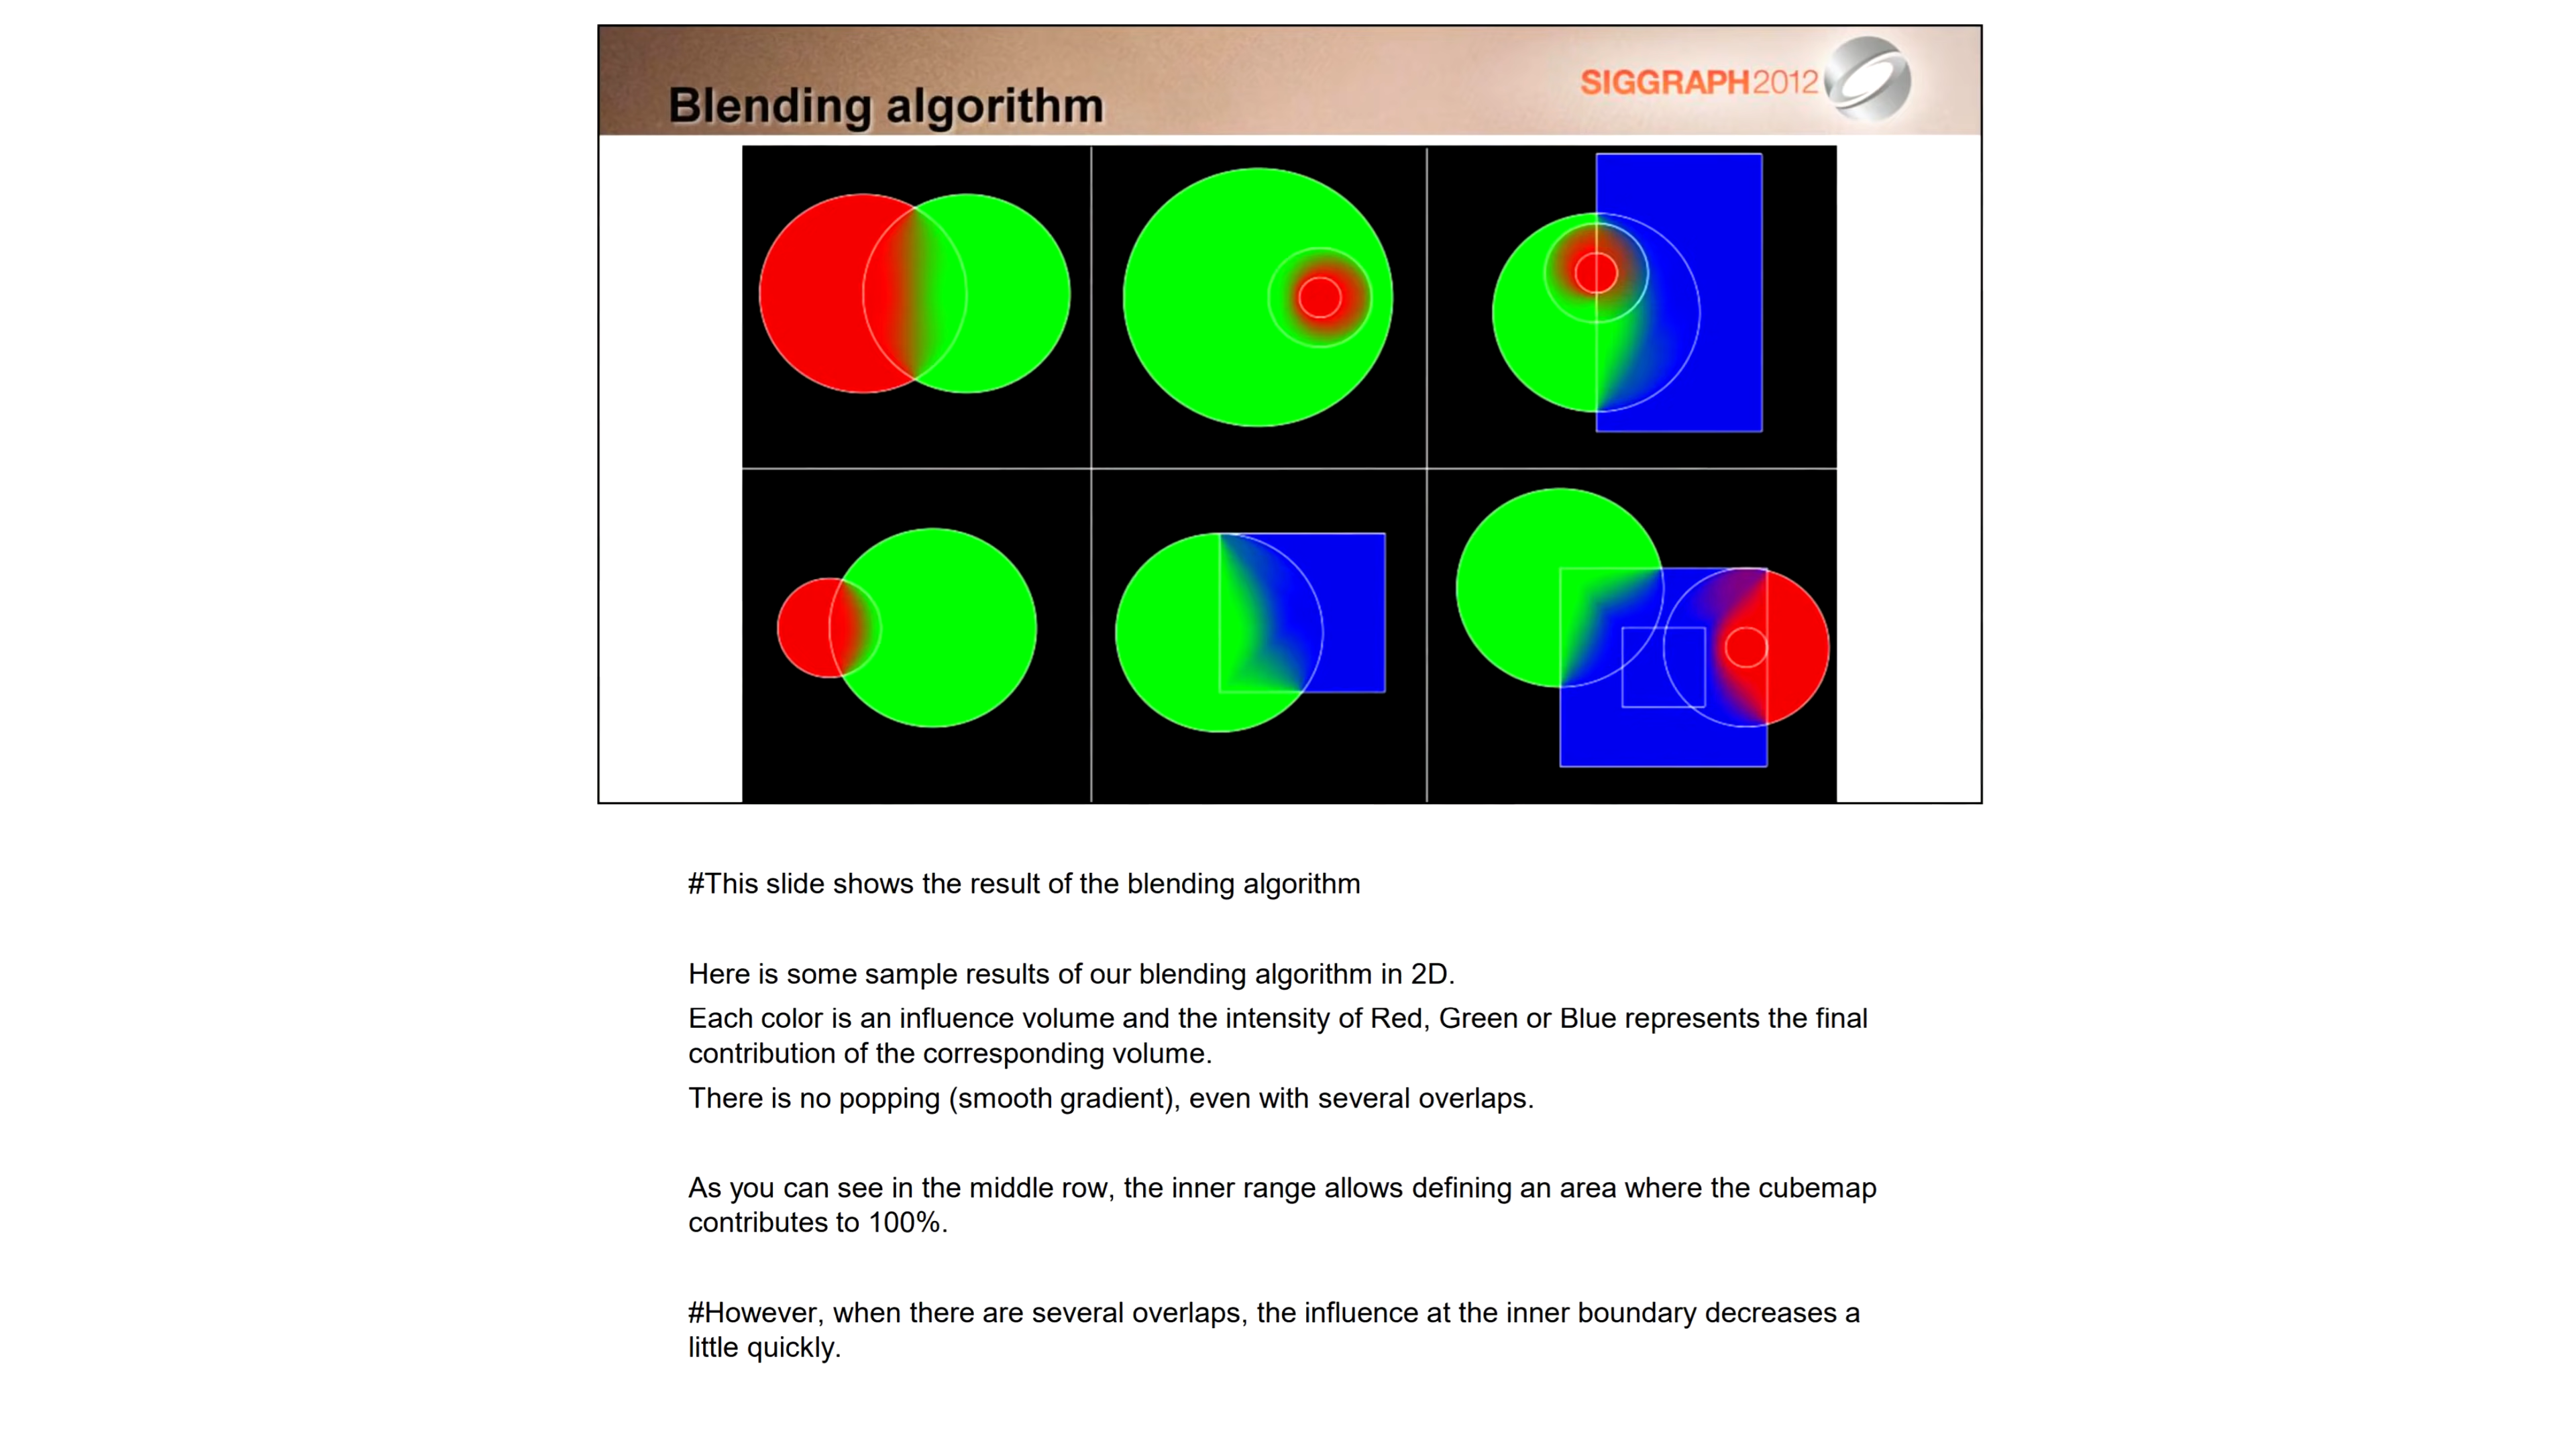 Blending algorithm
SIGGRAPH2012
#This slide shows the result of the blending algorithm
Here is some sample results of our blending algorithm in 2D.
Each color is an influence volume and the intensity of Red, Green or Blue represents the final
contribution of the corresponding volume.
There is no popping (smooth gradient), even with several overlaps.
As you can see in the middle row, the inner range allows defining an area where the cubemap
contributes to 100%.
#However, when there are several overlaps, the influence at the inner boundary decreases a
little quickly.